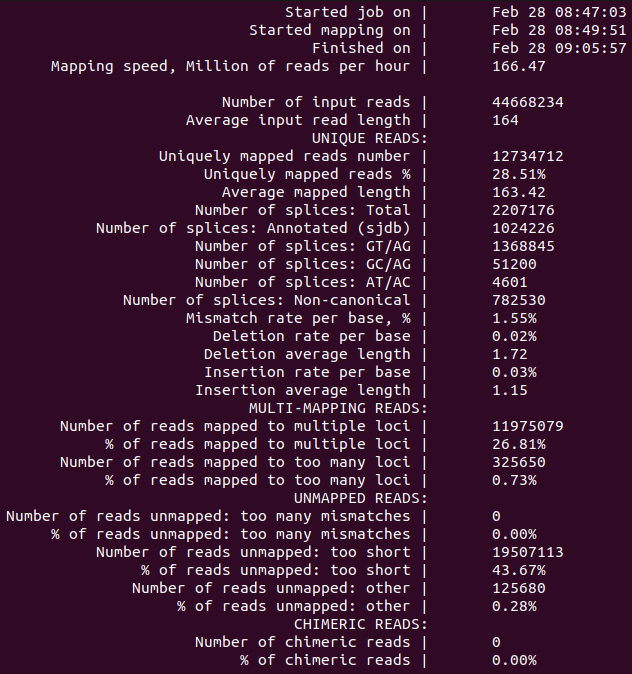 Started job on | Feb 28 08:47:03
Started mapping on | Feb 28 08:49:51
Finished on | Feb 28 09:05:57
Mapping speed, Million of reads per hour | 166.47
Number of input reads | 44668234
Average input read length | 164
UNIQUE READS:
Uniquely mapped reads number | 12734712
Uniquely mapped reads % | 28.51%
Average mapped length | 163.42
Number of splices: Total | 2207176
Number of splices: Annotated (sjdb) | 1024226
Number of splices: GT/AG | 1368845
Number of splices: GC/AG | 51200
Number of splices: AT/AC | 4601
Number of splices: Non-canonical | 782530
Mismatch rate per base, % | 1.55%
Deletion rate per base | 0.02%
Deletion average length | 1.72
Insertion rate per base | 0.03%
Insertion average length | 1.15
MULTI-MAPPING READS:
Number of reads mapped to multiple loci | 11975079
% of reads mapped to multiple loci | 26.81%
Number of reads mapped to too many loci | 325650
% of reads mapped to too many loci | 0.73%
UNMAPPED READS:
Number of reads unmapped: too many mismatches | 0
% of reads unmapped: too many mismatches | 0.00%
Number of reads unmapped: too short | 19507113
% of reads unmapped: too short | 43.67%
Number of reads unmapped: other | 125680
% of reads unmapped: other | 0.28%
CHIMERIC READS:
Number of chimeric reads | 0
% of chimeric reads | 0.00%